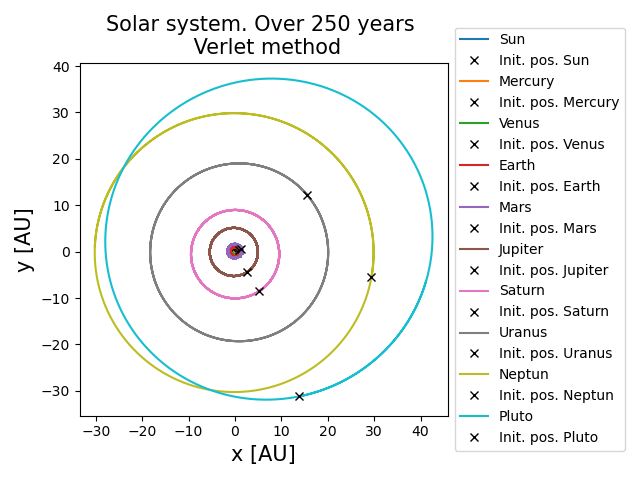 Solar system. Over 250 years
Verlet method
y [AU]
40
30
20
10
0
−10
−20
−30
−30 −20 −10 0 10 20 30 40
x [AU]
Sun
Init. pos. Sun
Mercury
Init. pos. Mercury
Venus
Init. pos. Venus
Earth
Init. pos. Earth
Mars
Init. pos. Mars
Jupiter
Init. pos. Jupiter
Saturn
Init. pos. Saturn
Uranus
Init. pos. Uranus
Neptun
Init. pos. Neptun
Pluto
Init. pos. Pluto